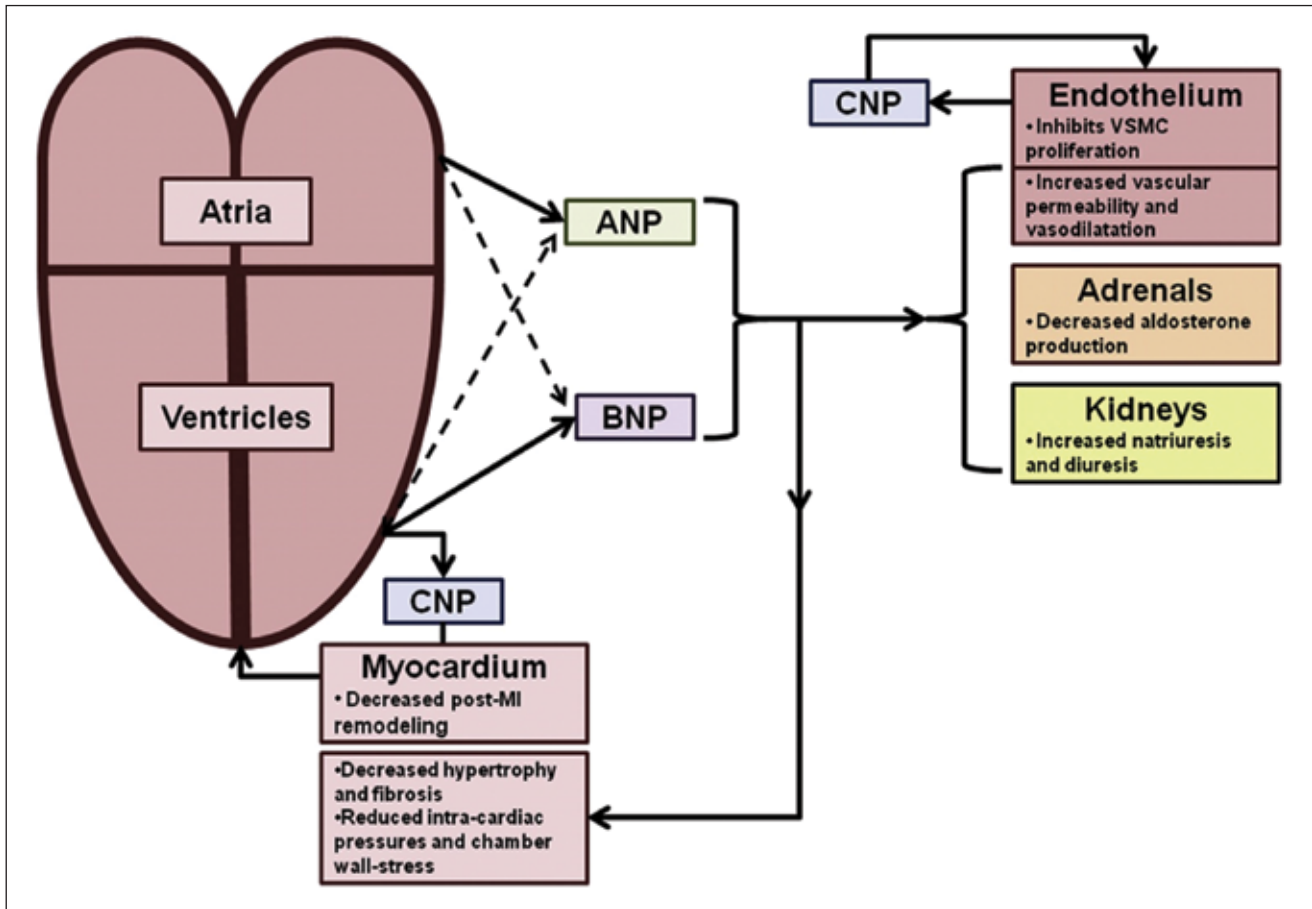 Atria
Ventricles
ANP
BNP
CNP
Endothelium
•Inhibits VSMC
proliferation
•Increased vascular
permeability and
vasodilatation
Adrenals
•Decreased aldosterone
production
Kidneys
•Increased natriuresis
and diuresis
CNP
Myocardium
• Decreased post-MI
remodeling
•Decreased hypertrophy
and fibrosis
•Reduced intra-cardiac
pressures and chamber
wall-stress